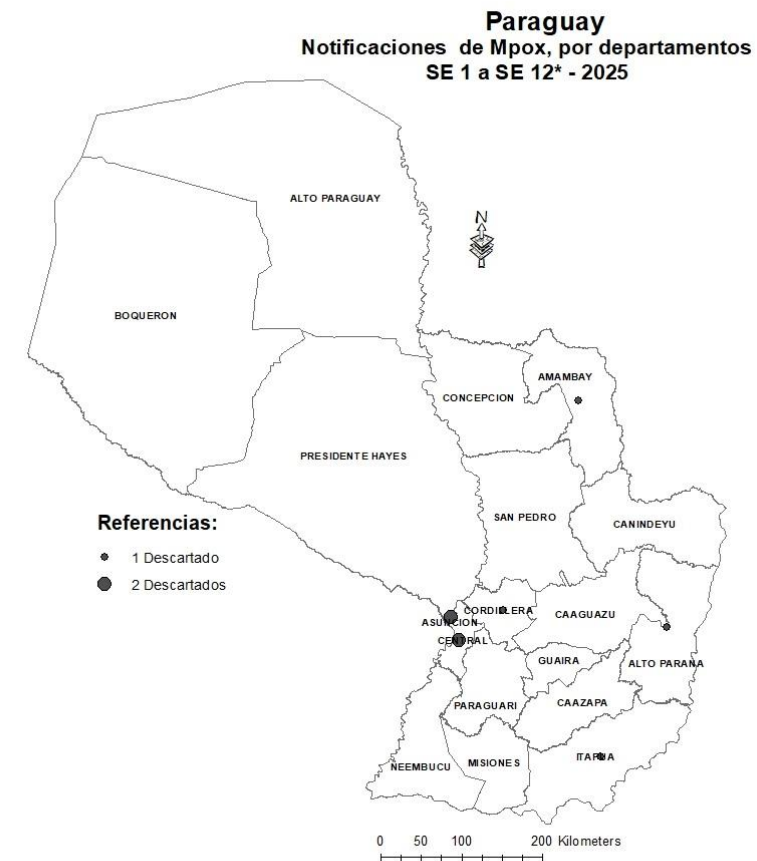 Paraguay
Notificaciones de Mpox, por departamentos
SE 1 a SE 12* - 2025
ALTO PARAGUAY
N
BOQUERON
AMAMBAY
CONCEPCION
PRESIDENTE HAYES
SAN PEDRO
CANINDEYU
Referencias:
1 Descartado
2 Descartados
CORDILLERA
CAAGUAZU
ASUNCION
CENTRAL
GUAIRA
ALTO PARANA
PARAGUARI
CAAZAPA
ITAPUA
MISIONES
NEEMBUCU
0 50 100 200 Kilometers